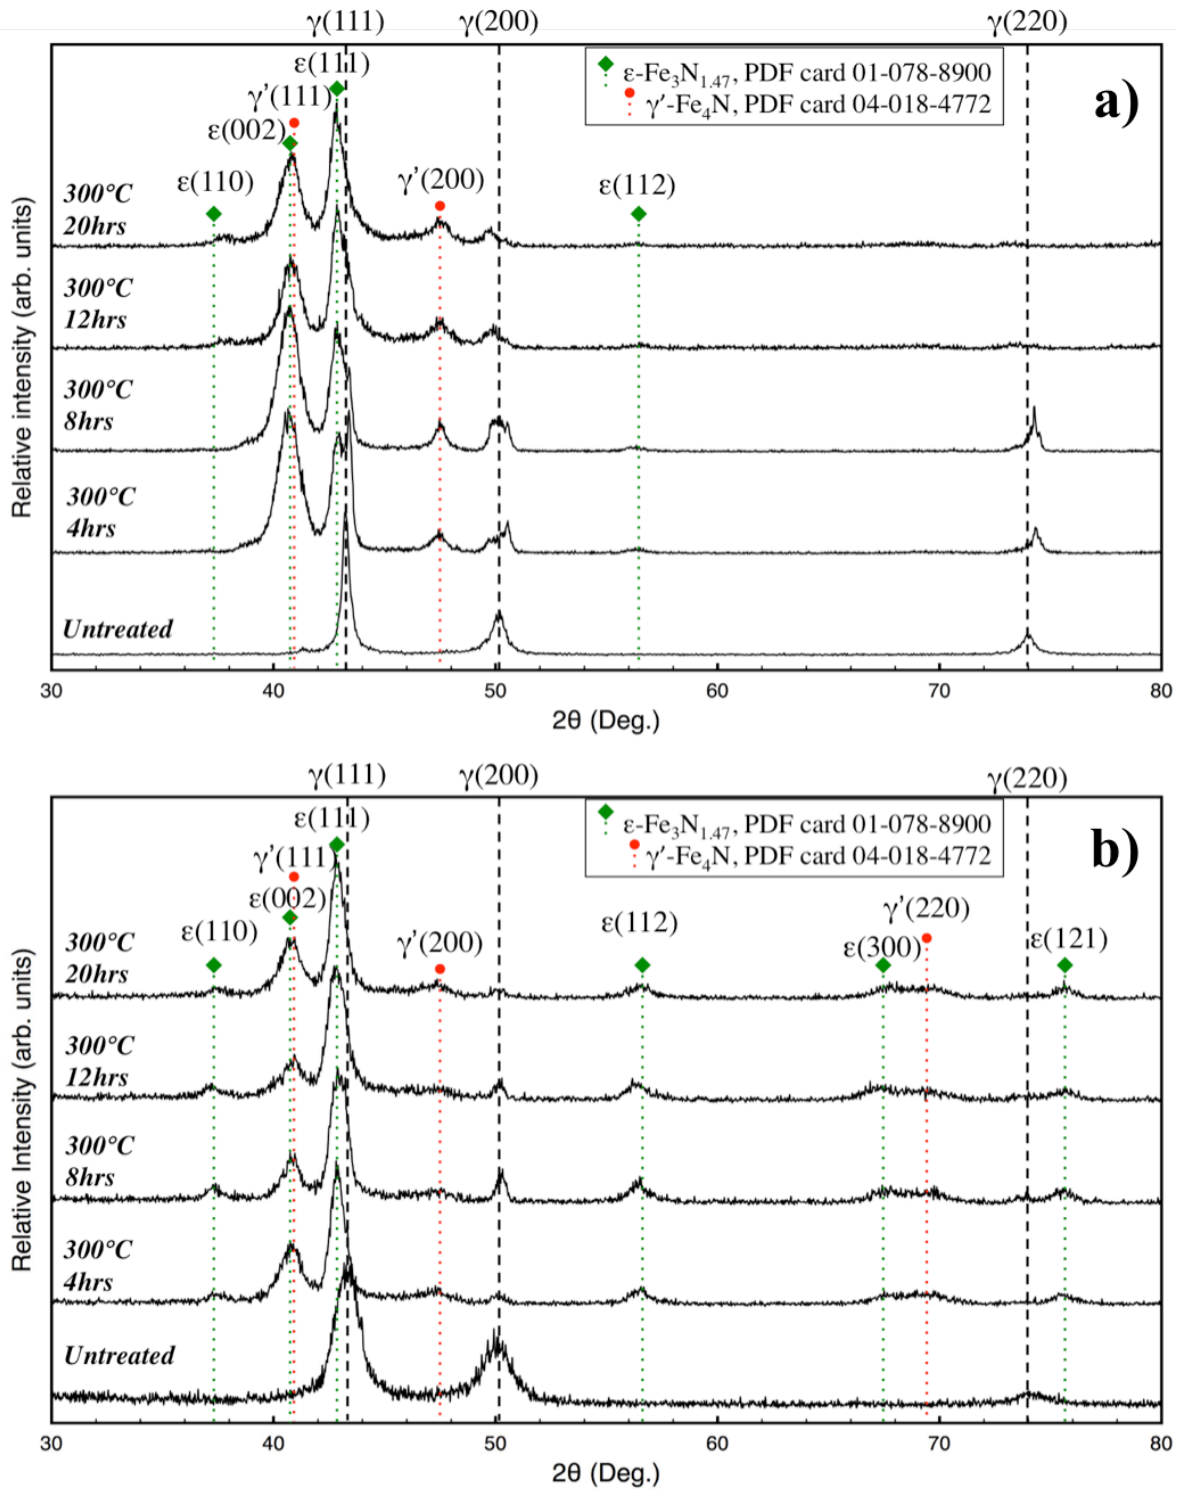 γ(111) γ(200) γ(220)
ε(111)
ε-Fe₃N₁.₄₇, PDF card 01-078-8900
γ'-Fe₄N, PDF card 04-018-4772
a)
γ'(111)
ε(002)
ε(110) γ'(200) ε(112)
300°C
20hrs
300°C
12hrs
300°C
8hrs
300°C
4hrs
Untreated
Relative intensity (arb. units)
30 40 50 60 70 80
2θ (Deg.)
γ(111) γ(200) γ(220)
ε(111)
ε-Fe₃N₁.₄₇, PDF card 01-078-8900
γ'-Fe₄N, PDF card 04-018-4772
b)
γ'(111)
ε(002)
ε(110) γ'(200) ε(112) γ'(220)
ε(300) ε(121)
300°C
20hrs
300°C
12hrs
300°C
8hrs
300°C
4hrs
Untreated
Relative Intensity (arb. units)
30 40 50 60 70 80
2θ (Deg.)